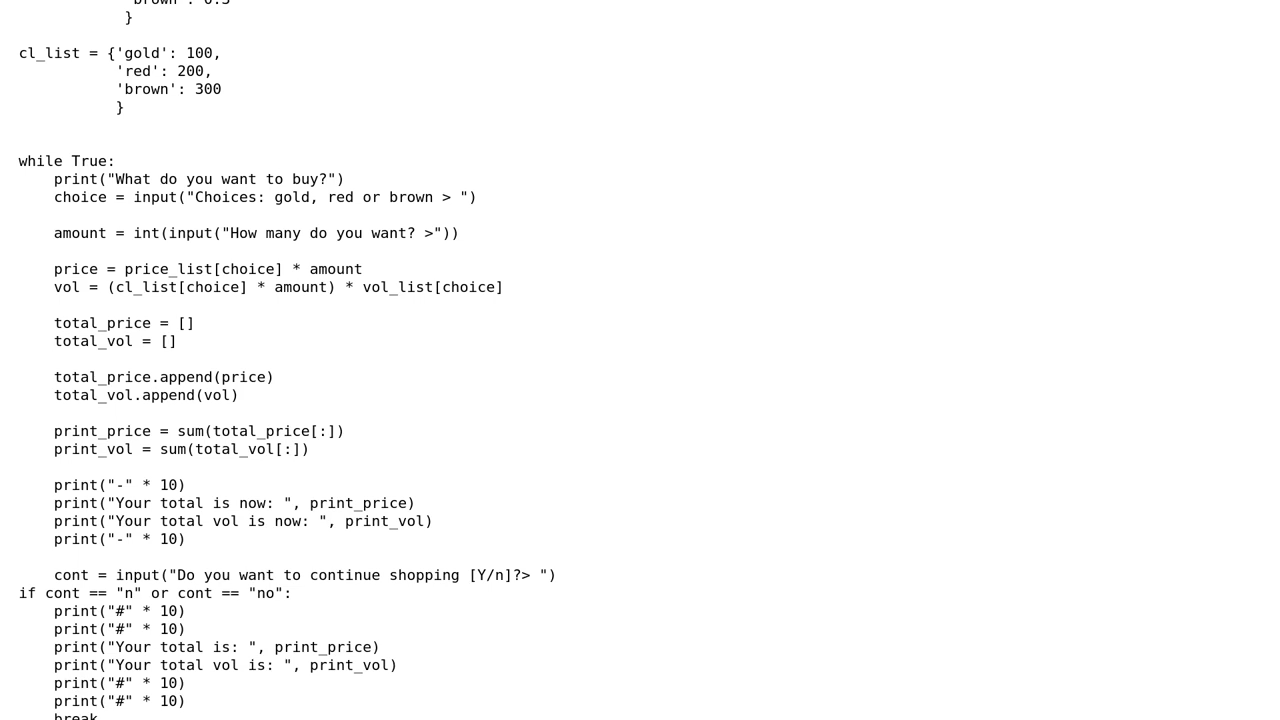 'brown': 0.5
             }

cl_list = {'gold': 100,
           'red': 200,
           'brown': 300
           }


while True:
    print("What do you want to buy?")
    choice = input("Choices: gold, red or brown > ")

    amount = int(input("How many do you want? >"))

    price = price_list[choice] * amount
    vol = (cl_list[choice] * amount) * vol_list[choice]

    total_price = []
    total_vol = []

    total_price.append(price)
    total_vol.append(vol)

    print_price = sum(total_price[:])
    print_vol = sum(total_vol[:])

    print("-" * 10)
    print("Your total is now: ", print_price)
    print("Your total vol is now: ", print_vol)
    print("-" * 10)

    cont = input("Do you want to continue shopping [Y/n]?> ")
if cont == "n" or cont == "no":
    print("#" * 10)
    print("#" * 10)
    print("Your total is: ", print_price)
    print("Your total vol is: ", print_vol)
    print("#" * 10)
    print("#" * 10)
    break